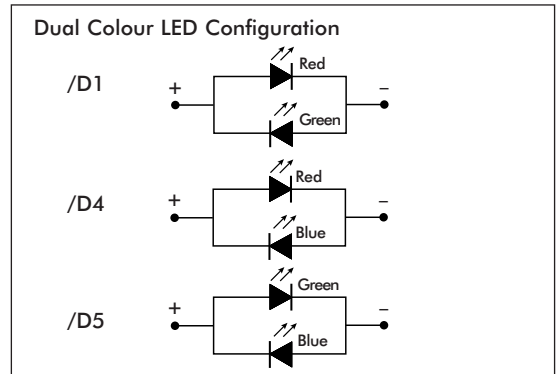 Dual Colour LED Configuration
/D1
+
Red
Green
–
/D4
+
Red
Blue
–
/D5
+
Green
Blue
–